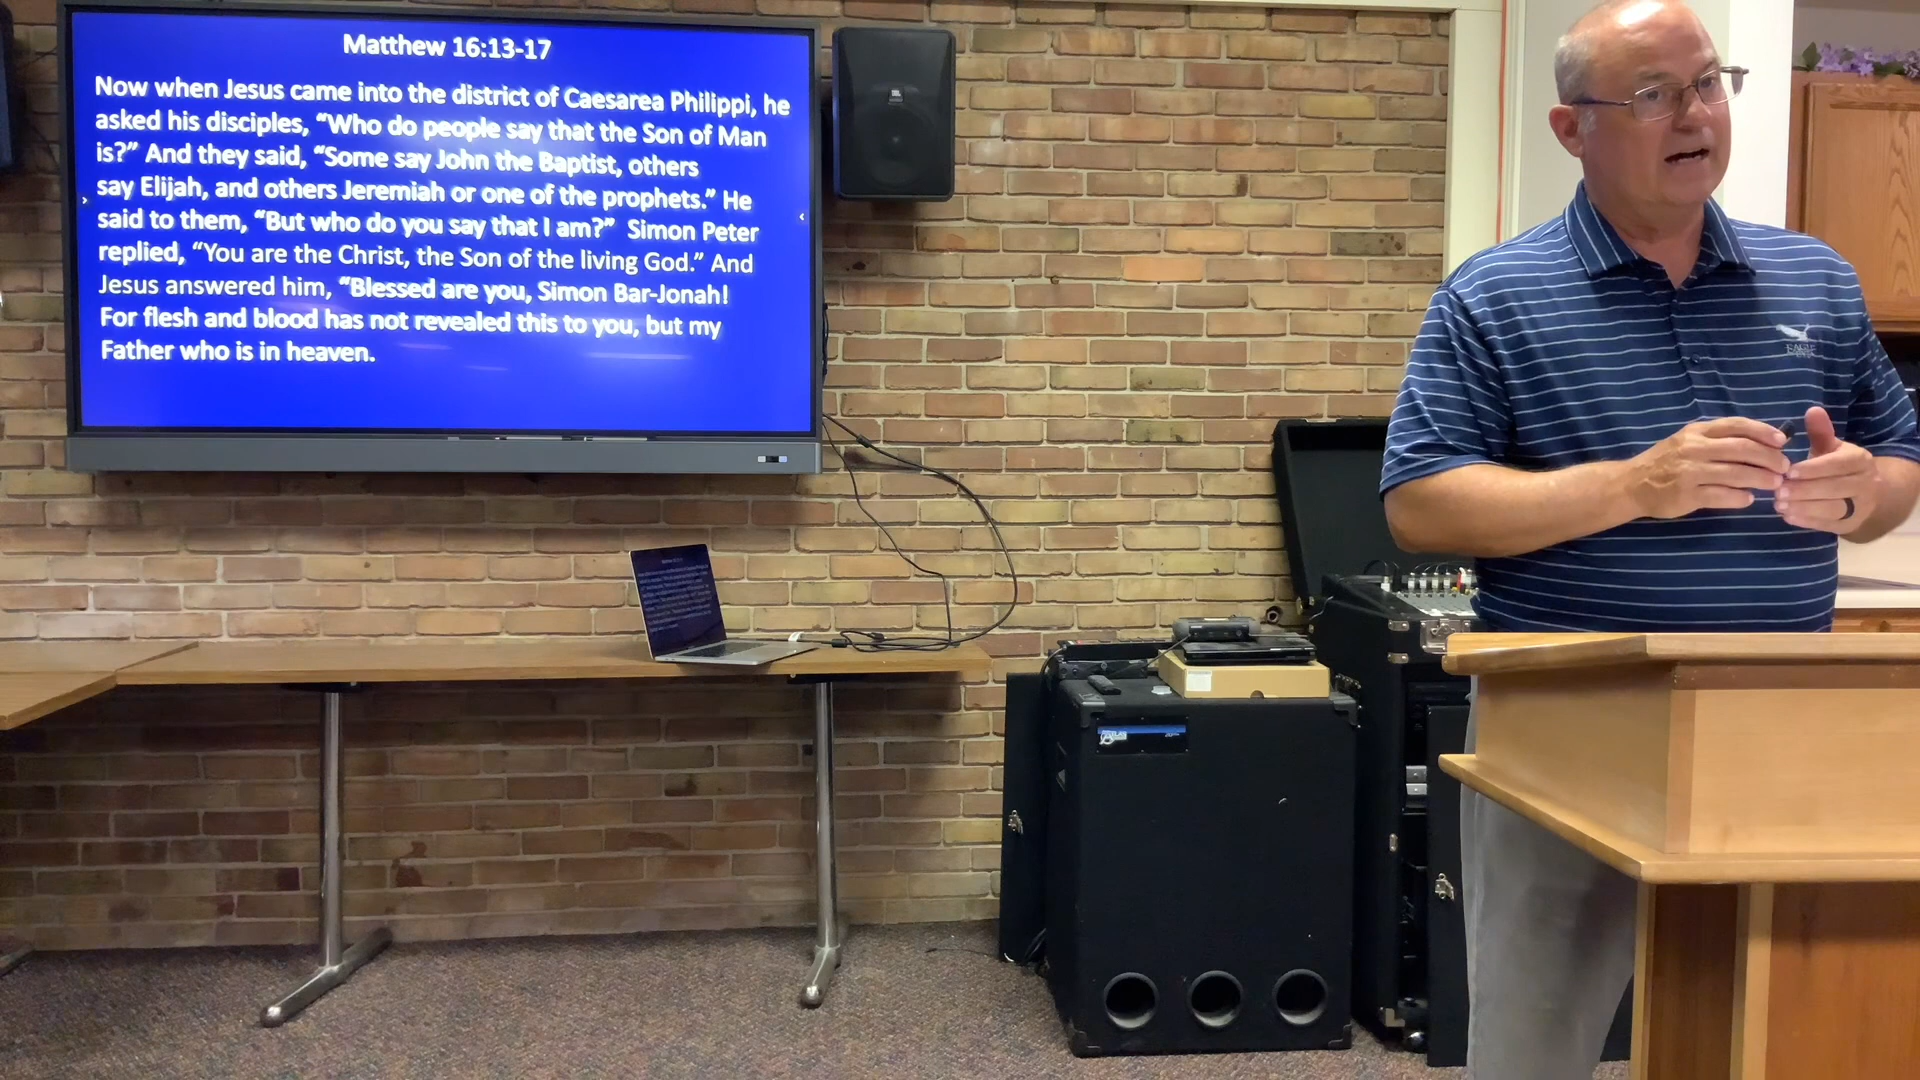 Matthew 16:13-17
Now when Jesus came into the district of Caesarea Philippi, he
asked his disciples, “Who do people say that the Son of Man
is?” And they said, “Some say John the Baptist, others
say Elijah, and others Jeremiah or one of the prophets.” He
said to them, “But who do you say that I am?” Simon Peter
replied, “You are the Christ, the Son of the living God.” And
Jesus answered him, “Blessed are you, Simon Bar-Jonah!
For flesh and blood has not revealed this to you, but my
Father who is in heaven.
JBL
EAGLE